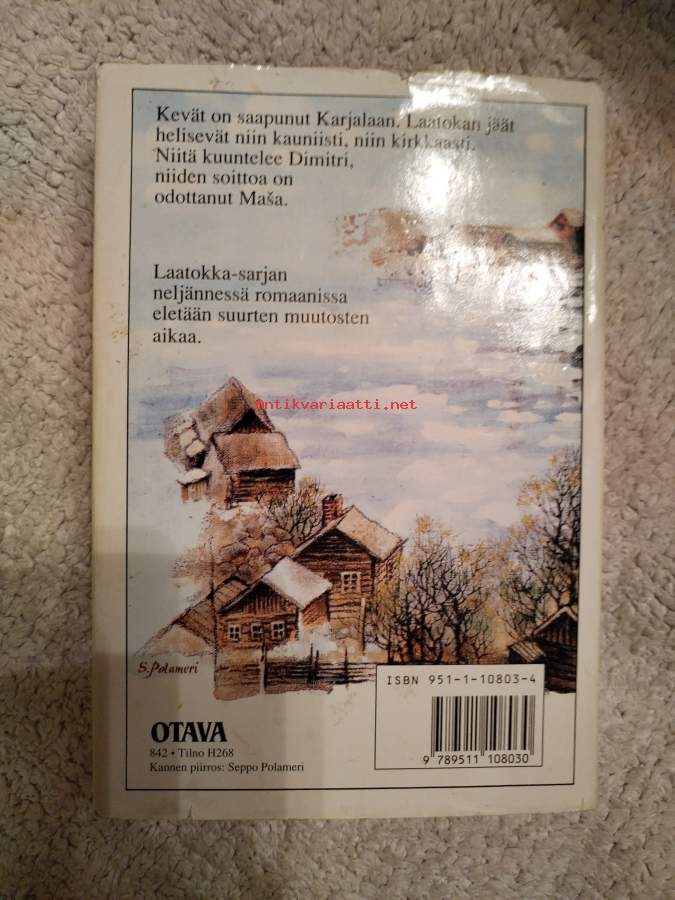 Kevät on saapunut Karjalaan. Laatokan jäät
helisevät niin kauniisti, niin kirkkaasti.
Niitä kuuntelee Dimitri,
niiden soittoa on
odottanut Maša.
Laatokka-sarjan
neljännessä romaanissa
eletään suurten muutosten
aikaa.
antikvariaatti.net
S. Polameri
ISBN 951-1-10803-4
9 789511 108030
OTAVA
842 • Tilno H268
Kannen piirros: Seppo Polameri